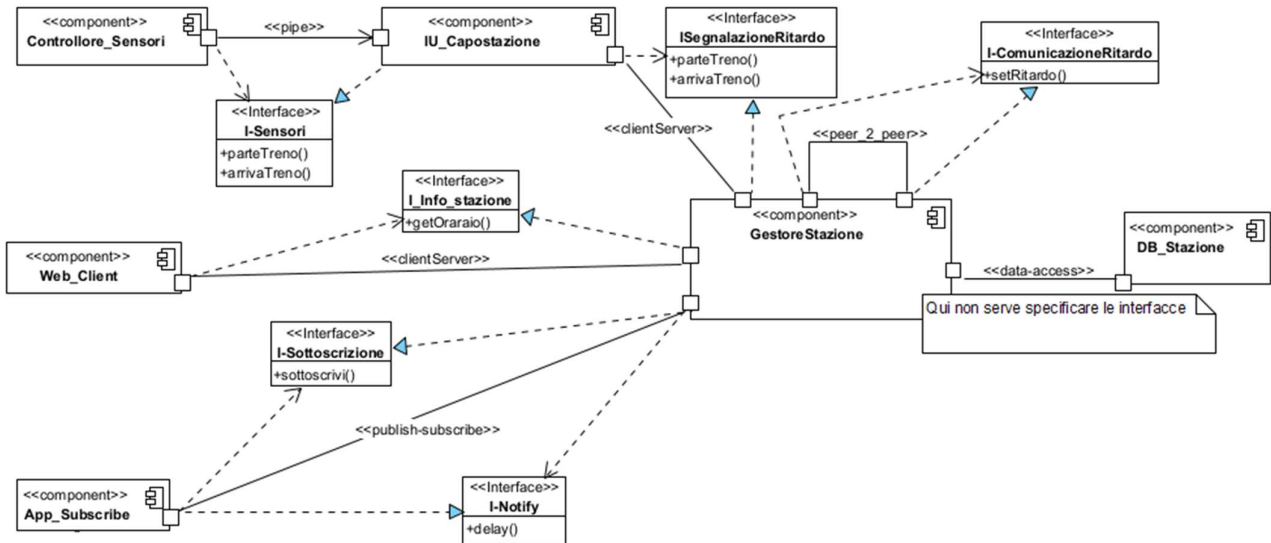 <<component>>
Controllore_Sensori
<<pipe>>
<<component>>
IU_Capostazione
<<Interface>>
ISegnalazioneRitardo
+parteTreno()
+arrivaTreno()
<<Interface>>
I-ComunicazioneRitardo
+setRitardo()
<<Interface>>
I-Sensori
+parteTreno()
+arrivaTreno()
<<clientServer>>
<<peer_2_peer>>
<<Interface>>
I_Info_stazione
+getOraraio()
<<component>>
GestoreStazione
<<component>>
DB_Stazione
<<component>>
Web_Client
<<clientServer>>
<<data-access>>
Qui non serve specificare le interfacce
<<Interface>>
I-Sottoscrizione
+sottoscrivi()
<<publish-subscribe>>
<<component>>
App_Subscribe
<<Interface>>
I-Notify
+delay()